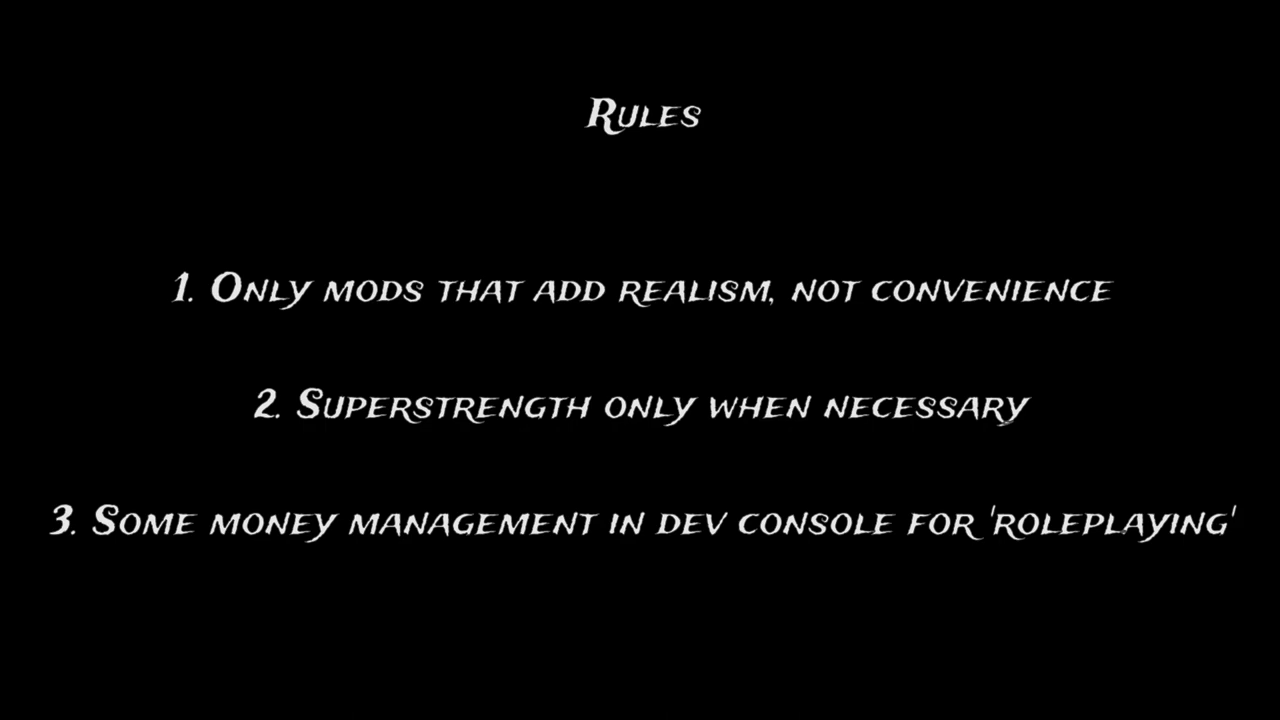 Rules
1. Only mods that add realism, not convenience
2. Superstrength only when necessary
3. Some money management in dev console for 'roleplaying'